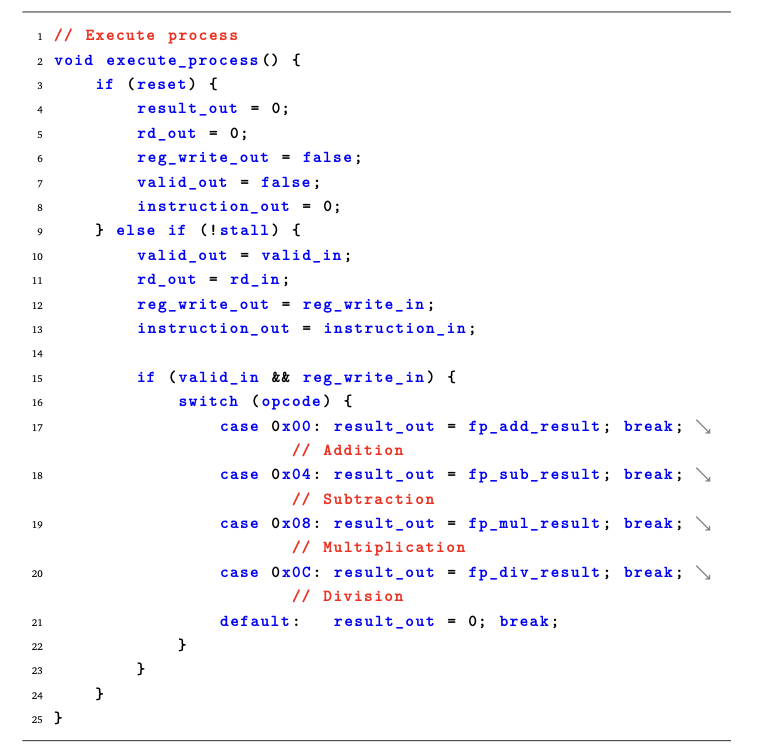 1 // Execute process
2 void execute_process() {
3     if (reset) {
4         result_out = 0;
5         rd_out = 0;
6         reg_write_out = false;
7         valid_out = false;
8         instruction_out = 0;
9     } else if (!stall) {
10         valid_out = valid_in;
11         rd_out = rd_in;
12         reg_write_out = reg_write_in;
13         instruction_out = instruction_in;
14
15         if (valid_in && reg_write_in) {
16             switch (opcode) {
17                 case 0x00: result_out = fp_add_result; break; ↘
                       // Addition
18                 case 0x04: result_out = fp_sub_result; break; ↘
                       // Subtraction
19                 case 0x08: result_out = fp_mul_result; break; ↘
                       // Multiplication
20                 case 0x0C: result_out = fp_div_result; break; ↘
                       // Division
21                 default:   result_out = 0; break;
22             }
23         }
24     }
25 }